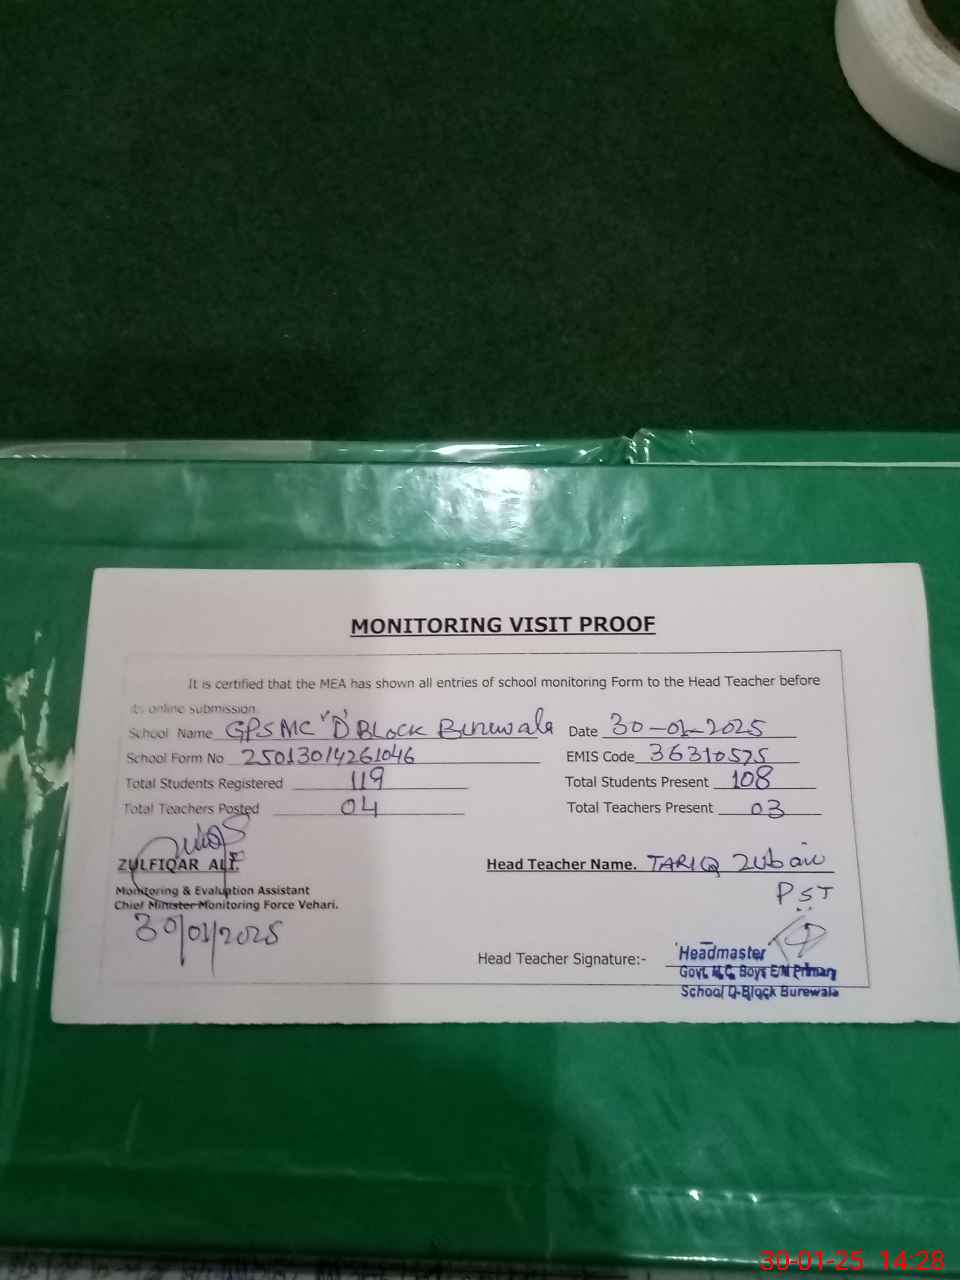 MONITORING VISIT PROOF
It is certified that the MEA has shown all entries of school monitoring Form to the Head Teacher before
its online submission.
School Name GPSMC "D" Block Burewala Date 30-01-2025
School Form No 25013014261046 EMIS Code 36310575
Total Students Registered 119 Total Students Present 108
Total Teachers Posted 04 Total Teachers Present 03
ZULFIQAR ALI. Head Teacher Name. TARIQ Zubair
PST
Monitoring & Evaluation Assistant
Chief Minister Monitoring Force Vehari.
30/01/2025
Head Teacher Signature:- Headmaster
Govt. M.C. Boys E/M Primary
School D-Block Burewala
30-01-25 14:28